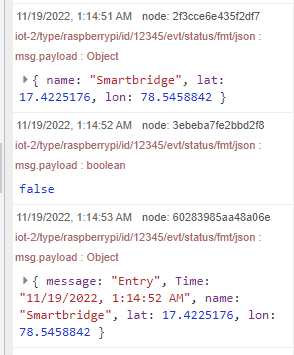 11/19/2022, 1:14:51 AM node: 2f3cce6e435f2df7
iot-2/type/raspberrypi/id/12345/evt/status/fmt/json :
msg.payload : Object
{ name: "Smartbridge", lat:
17.4225176, lon: 78.5458842 }
11/19/2022, 1:14:52 AM node: 3ebeba7fe2bbd2f8
iot-2/type/raspberrypi/id/12345/evt/status/fmt/json :
msg.payload : boolean
false
11/19/2022, 1:14:53 AM node: 60283985aa48a06e
iot-2/type/raspberrypi/id/12345/evt/status/fmt/json :
msg.payload : Object
{ message: "Entry", Time:
"11/19/2022, 1:14:52 AM", name:
"Smartbridge", lat: 17.4225176, lon:
78.5458842 }